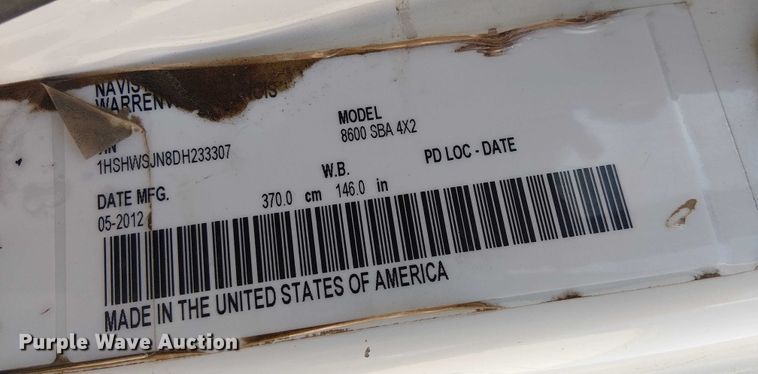 NAVIS
WARREN
MODEL
8600 SBA 4X2
1HSHWSJN8DH233307
DATE MFG.
05-2012
W.B.
370.0 cm 146.0 in
PD LOC - DATE
MADE IN THE UNITED STATES OF AMERICA
Purple Wave Auction